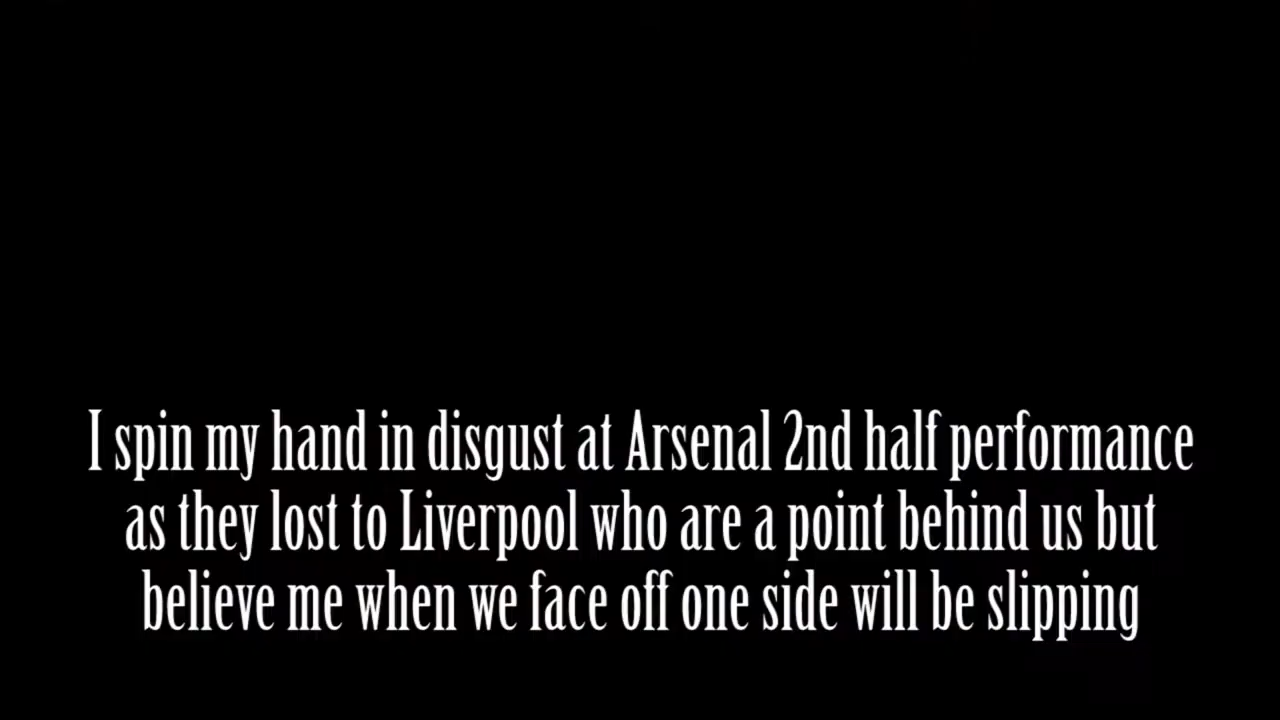 I spin my hand in disgust at Arsenal 2nd half performance
as they lost to Liverpool who are a point behind us but
believe me when we face off one side will be slipping